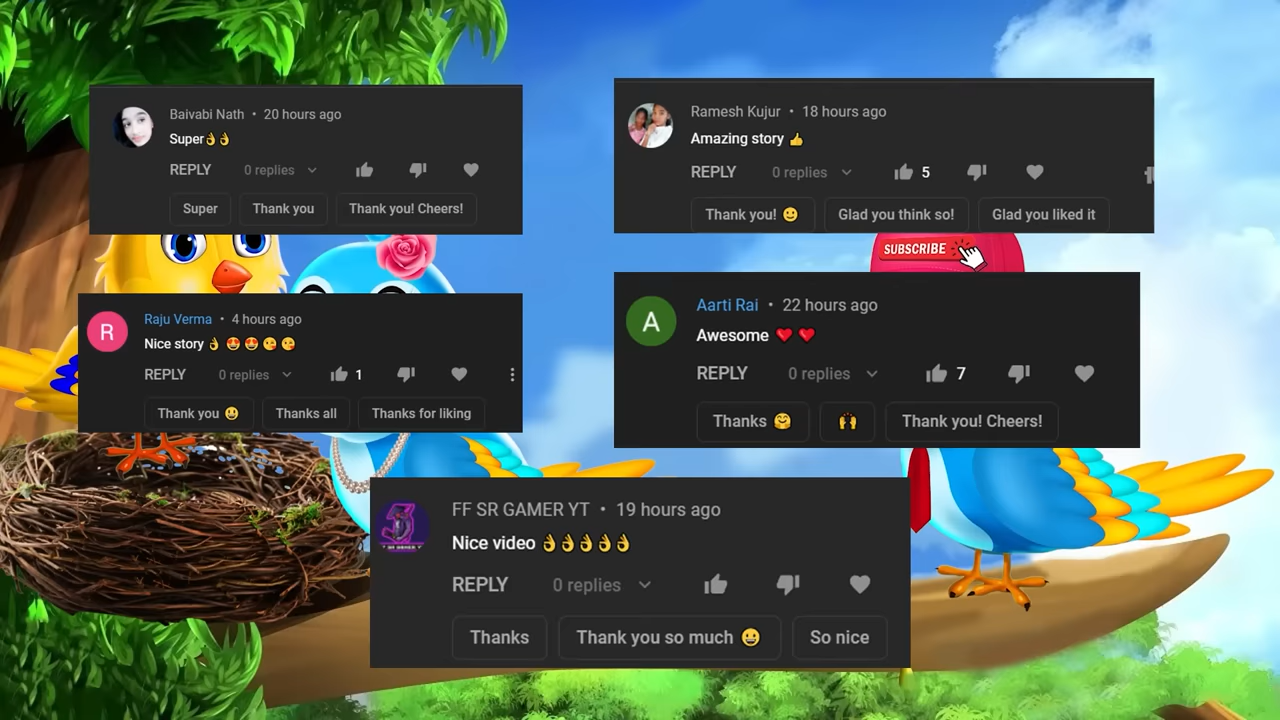 Baivabi Nath • 20 hours ago
Super👌👌
REPLY 0 replies
Super Thank you Thank you! Cheers!
Ramesh Kujur • 18 hours ago
Amazing story 👍
REPLY 0 replies 5
Thank you! 🙂 Glad you think so! Glad you liked it
SUBSCRIBE
R
Raju Verma • 4 hours ago
Nice story 👌 😍 😍 😘 😘
REPLY 0 replies 1
Thank you 😀 Thanks all Thanks for liking
A
Aarti Rai • 22 hours ago
Awesome ❤️ ❤️
REPLY 0 replies 7
Thanks 🤗 🙌 Thank you! Cheers!
FF SR GAMER YT • 19 hours ago
Nice video 👌👌👌👌👌
REPLY 0 replies
Thanks Thank you so much 😀 So nice